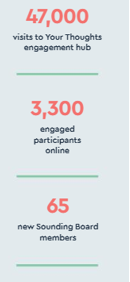 47,000
visits to Your Thoughts
engagement hub
3,300
engaged
participants
online
65
new Sounding Board
members